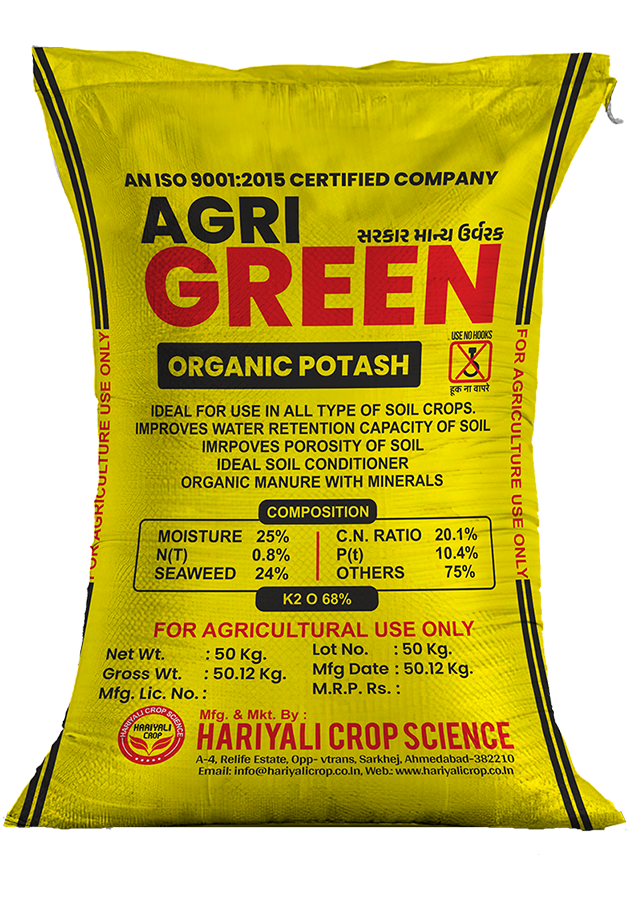 AN ISO 9001:2015 CERTIFIED COMPANY
AGRI
સરકાર માન્ય ઉર્વરક
GREEN
ORGANIC POTASH
USE NO HOOKS
हूक ना वापरे
IDEAL FOR USE IN ALL TYPE OF SOIL CROPS.
IMPROVES WATER RETENTION CAPACITY OF SOIL
IMRPOVES POROSITY OF SOIL
IDEAL SOIL CONDITIONER
ORGANIC MANURE WITH MINERALS
FOR AGRICULTURE USE ONLY
FOR AGRICULTURE USE ONLY
COMPOSITION
MOISTURE 25% C.N. RATIO 20.1%
N(T) 0.8% P(t) 10.4%
SEAWEED 24% OTHERS 75%
K2 O 68%
FOR AGRICULTURAL USE ONLY
Net Wt. : 50 Kg. Lot No. : 50 Kg.
Gross Wt. : 50.12 Kg. Mfg Date : 50.12 Kg.
Mfg. Lic. No. : M.R.P. Rs. :
HARIYALI CROP SCIENCE
HARIYALI
CROP
Mfg. & Mkt. By :
HARIYALI CROP SCIENCE
A-4, Relife Estate, Opp- vtrans, Sarkhej, Ahmedabad-382210
Email: info@hariyalicrop.co.ln, Web.: www.hariyalicrop.co.ln